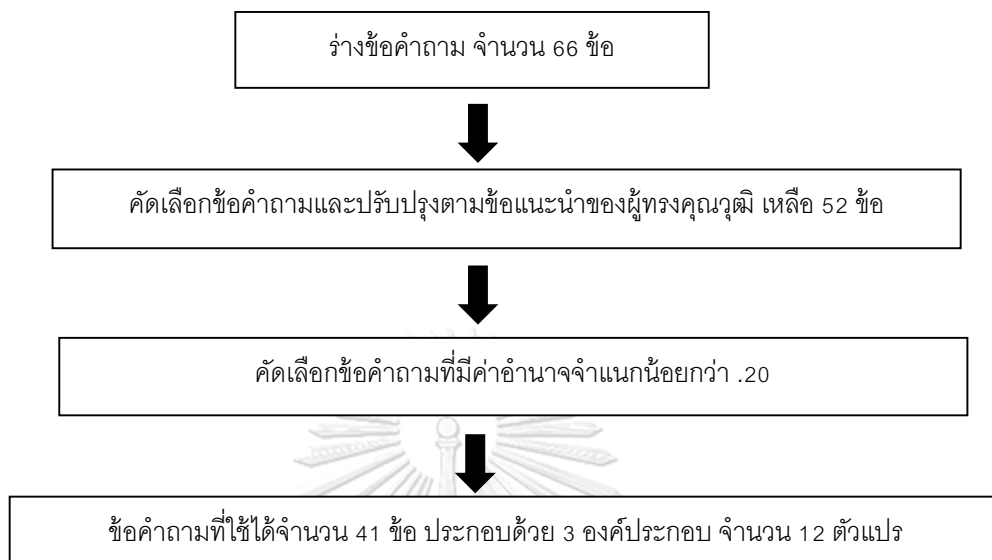 ร่างข้อคำถาม จำนวน 66 ข้อ
คัดเลือกข้อคำถามและปรับปรุงตามข้อแนะนำของผู้ทรงคุณวุฒิ เหลือ 52 ข้อ
คัดเลือกข้อคำถามที่มีค่าอำนาจจำแนกน้อยกว่า .20
ข้อคำถามที่ใช้ได้จำนวน 41 ข้อ ประกอบด้วย 3 องค์ประกอบ จำนวน 12 ตัวแปร